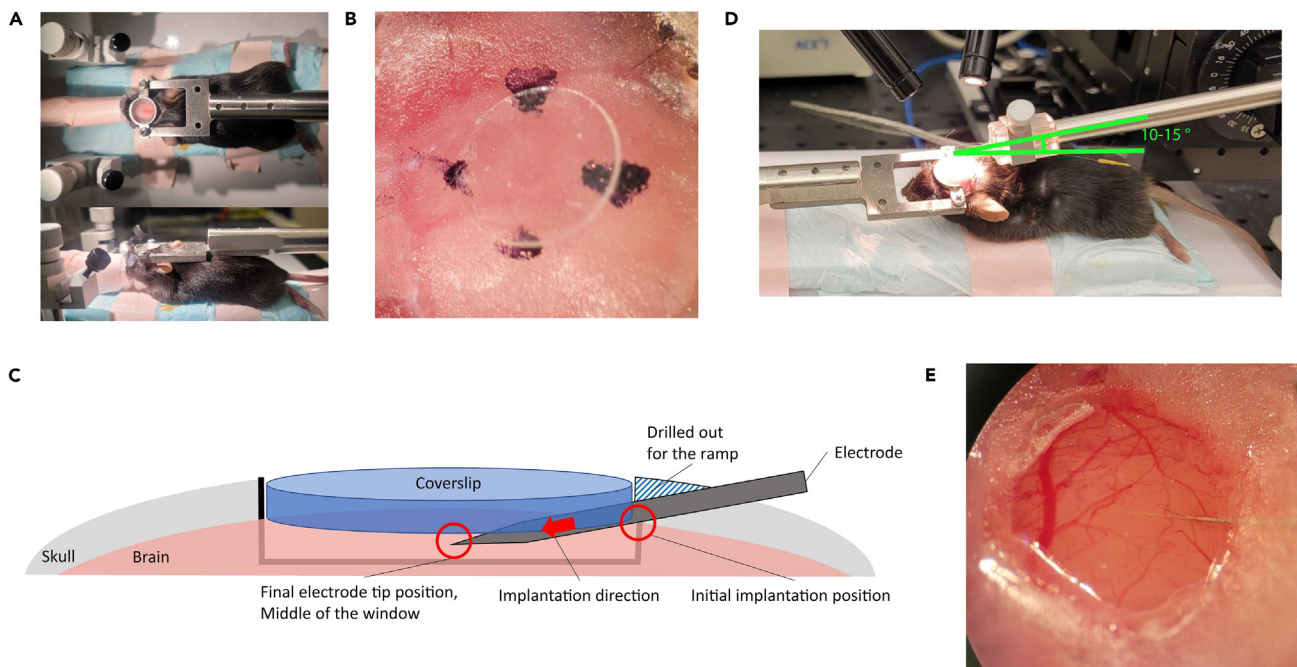 A
B
D
ACE
10-15 °
C
Drilled out
for the ramp
Electrode
Coverslip
Skull
Brain
Final electrode tip position,
Middle of the window
Implantation direction
Initial implantation position
E